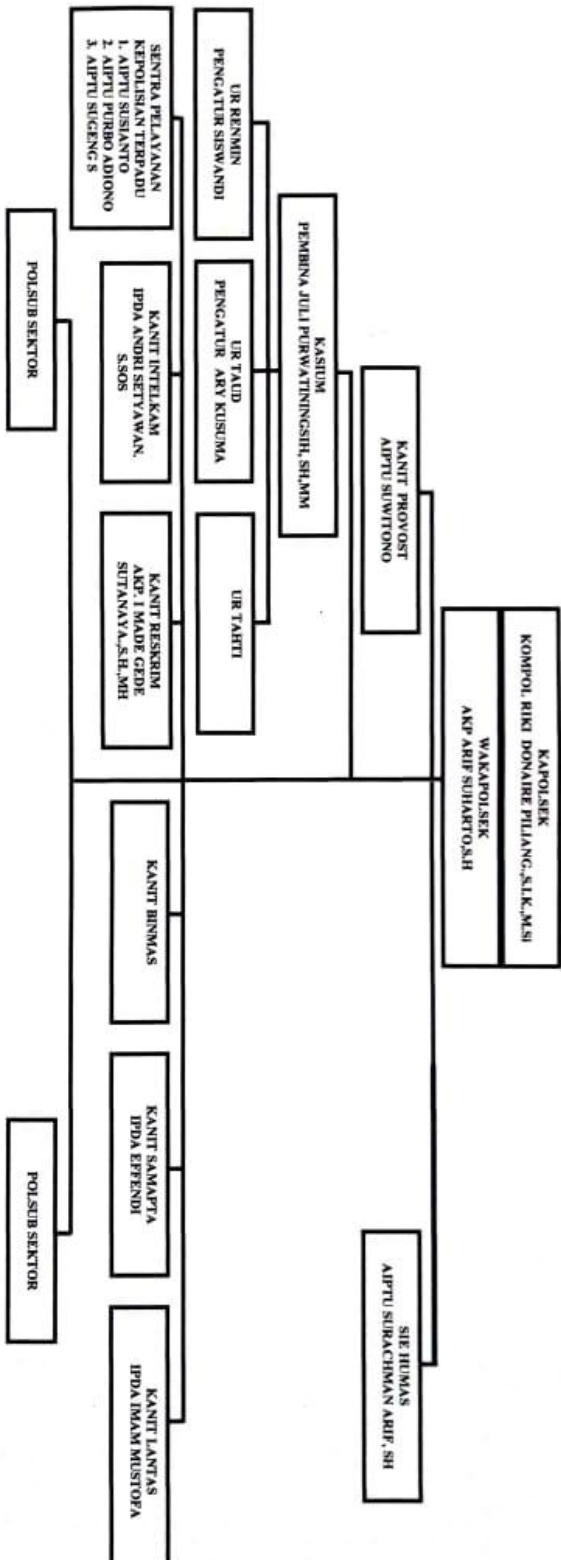 KAPOLSEK
KOMPOL RIKI DONAIRE PILIANG.,S.I.K.,M.SI
WAKAPOLSEK
AKP ARIF SUHARTO,S.H
KANIT PROVOST
AIPTU SUWITONO
SIE HUMAS
AIPTU SURACHMAN ARIF, SH
KASIUM
PEMBINA JULI PURWATININGSIH, SH,MM
UR RENMIN
PENGATUR SISWANDI
UR TAUD
PENGATUR ARY KUSUMA
UR TAHTI
SENTRA PELAYANAN
KEPOLISIAN TERPADU
1. AIPTU SUSIANTO
2. AIPTU PURBO ADIONO
3. AIPTU SUGENG S
KANIT INTELKAM
IPDA ANDRI SETYAWAN.
S.SOS
KANIT RESKRIM
AKP. I MADE GEDE
SUTANAYA.,S.H.,MH
KANIT BINMAS
KANIT SAMAPTA
IPDA EFFENDI
KANIT LANTAS
IPDA IMAM MUSTOFA
POLSUB SEKTOR
POLSUB SEKTOR